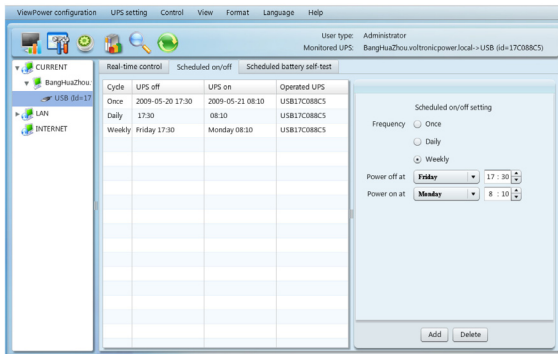 ViewPower configuration UPS setting Control View Format Language Help
User type: Administrator
Monitored UPS: BangHuaZhou.voltronicpower.local->USB (id=17C088C5)
CURRENT
BangHuaZhou.
USB (Id=17
LAN
INTERNET
Real-time control Scheduled on/off Scheduled battery self-test
Cycle UPS off UPS on Operated UPS
Once 2009-05-20 17:30 2009-05-21 08:10 USB17C088C5
Daily 17:30 08:10 USB17C088C5
Weekly Friday 17:30 Monday 08:10 USB17C088C5
Scheduled on/off setting
Frequency Once
Daily
Weekly
Power off at Friday 17 : 30
Power on at Monday 8 : 10
Add Delete